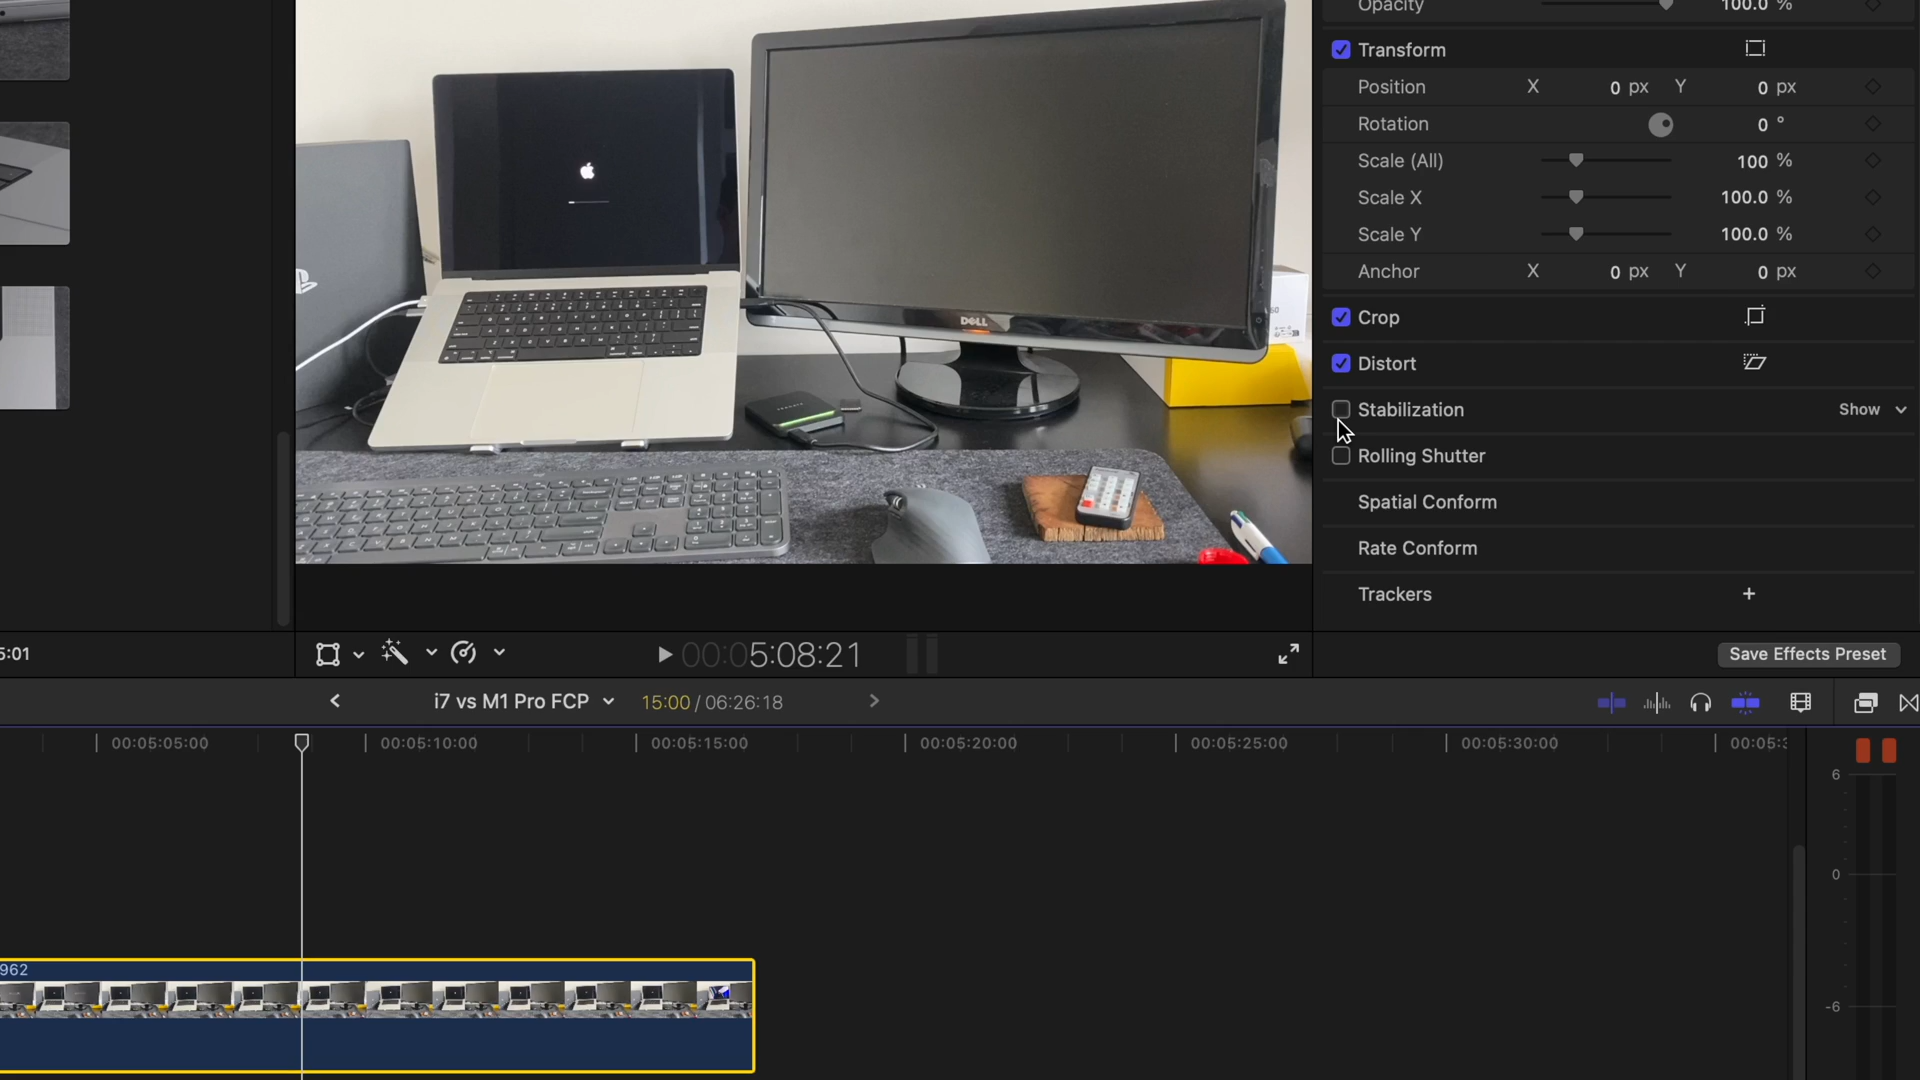 Opacity 100.0 %
Transform
Position X 0 px Y 0 px
Rotation 0 °
Scale (All) 100 %
Scale X 100.0 %
Scale Y 100.0 %
Anchor X 0 px Y 0 px
Crop
Distort
Stabilization Show
Rolling Shutter
Spatial Conform
Rate Conform
Trackers +
DELL
5:01
00:05:08:21
Save Effects Preset
i7 vs M1 Pro FCP
15:00 / 06:26:18
00:05:05:00
00:05:10:00
00:05:15:00
00:05:20:00
00:05:25:00
00:05:30:00
00:05:3
962
6
0
-6